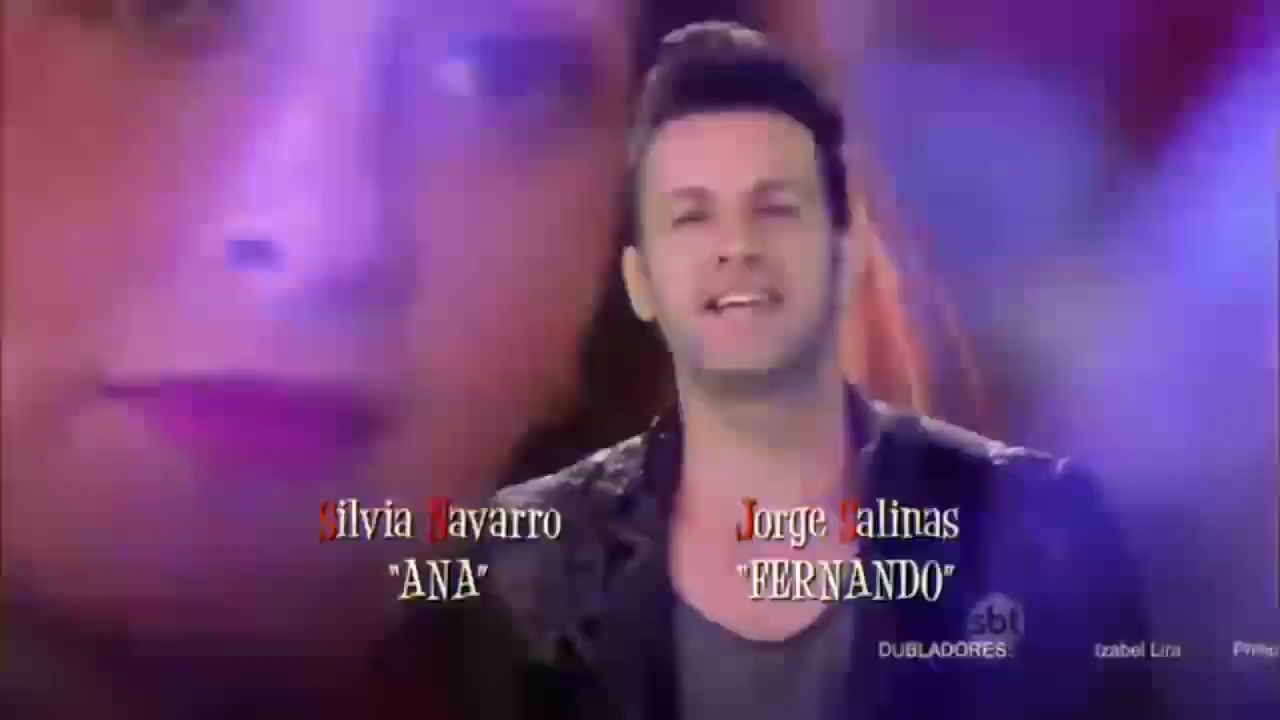 Silvia Navarro
"ANA"
Jorge Salinas
"FERNANDO"
sbt
DUBLADORES:
Izabel Lira